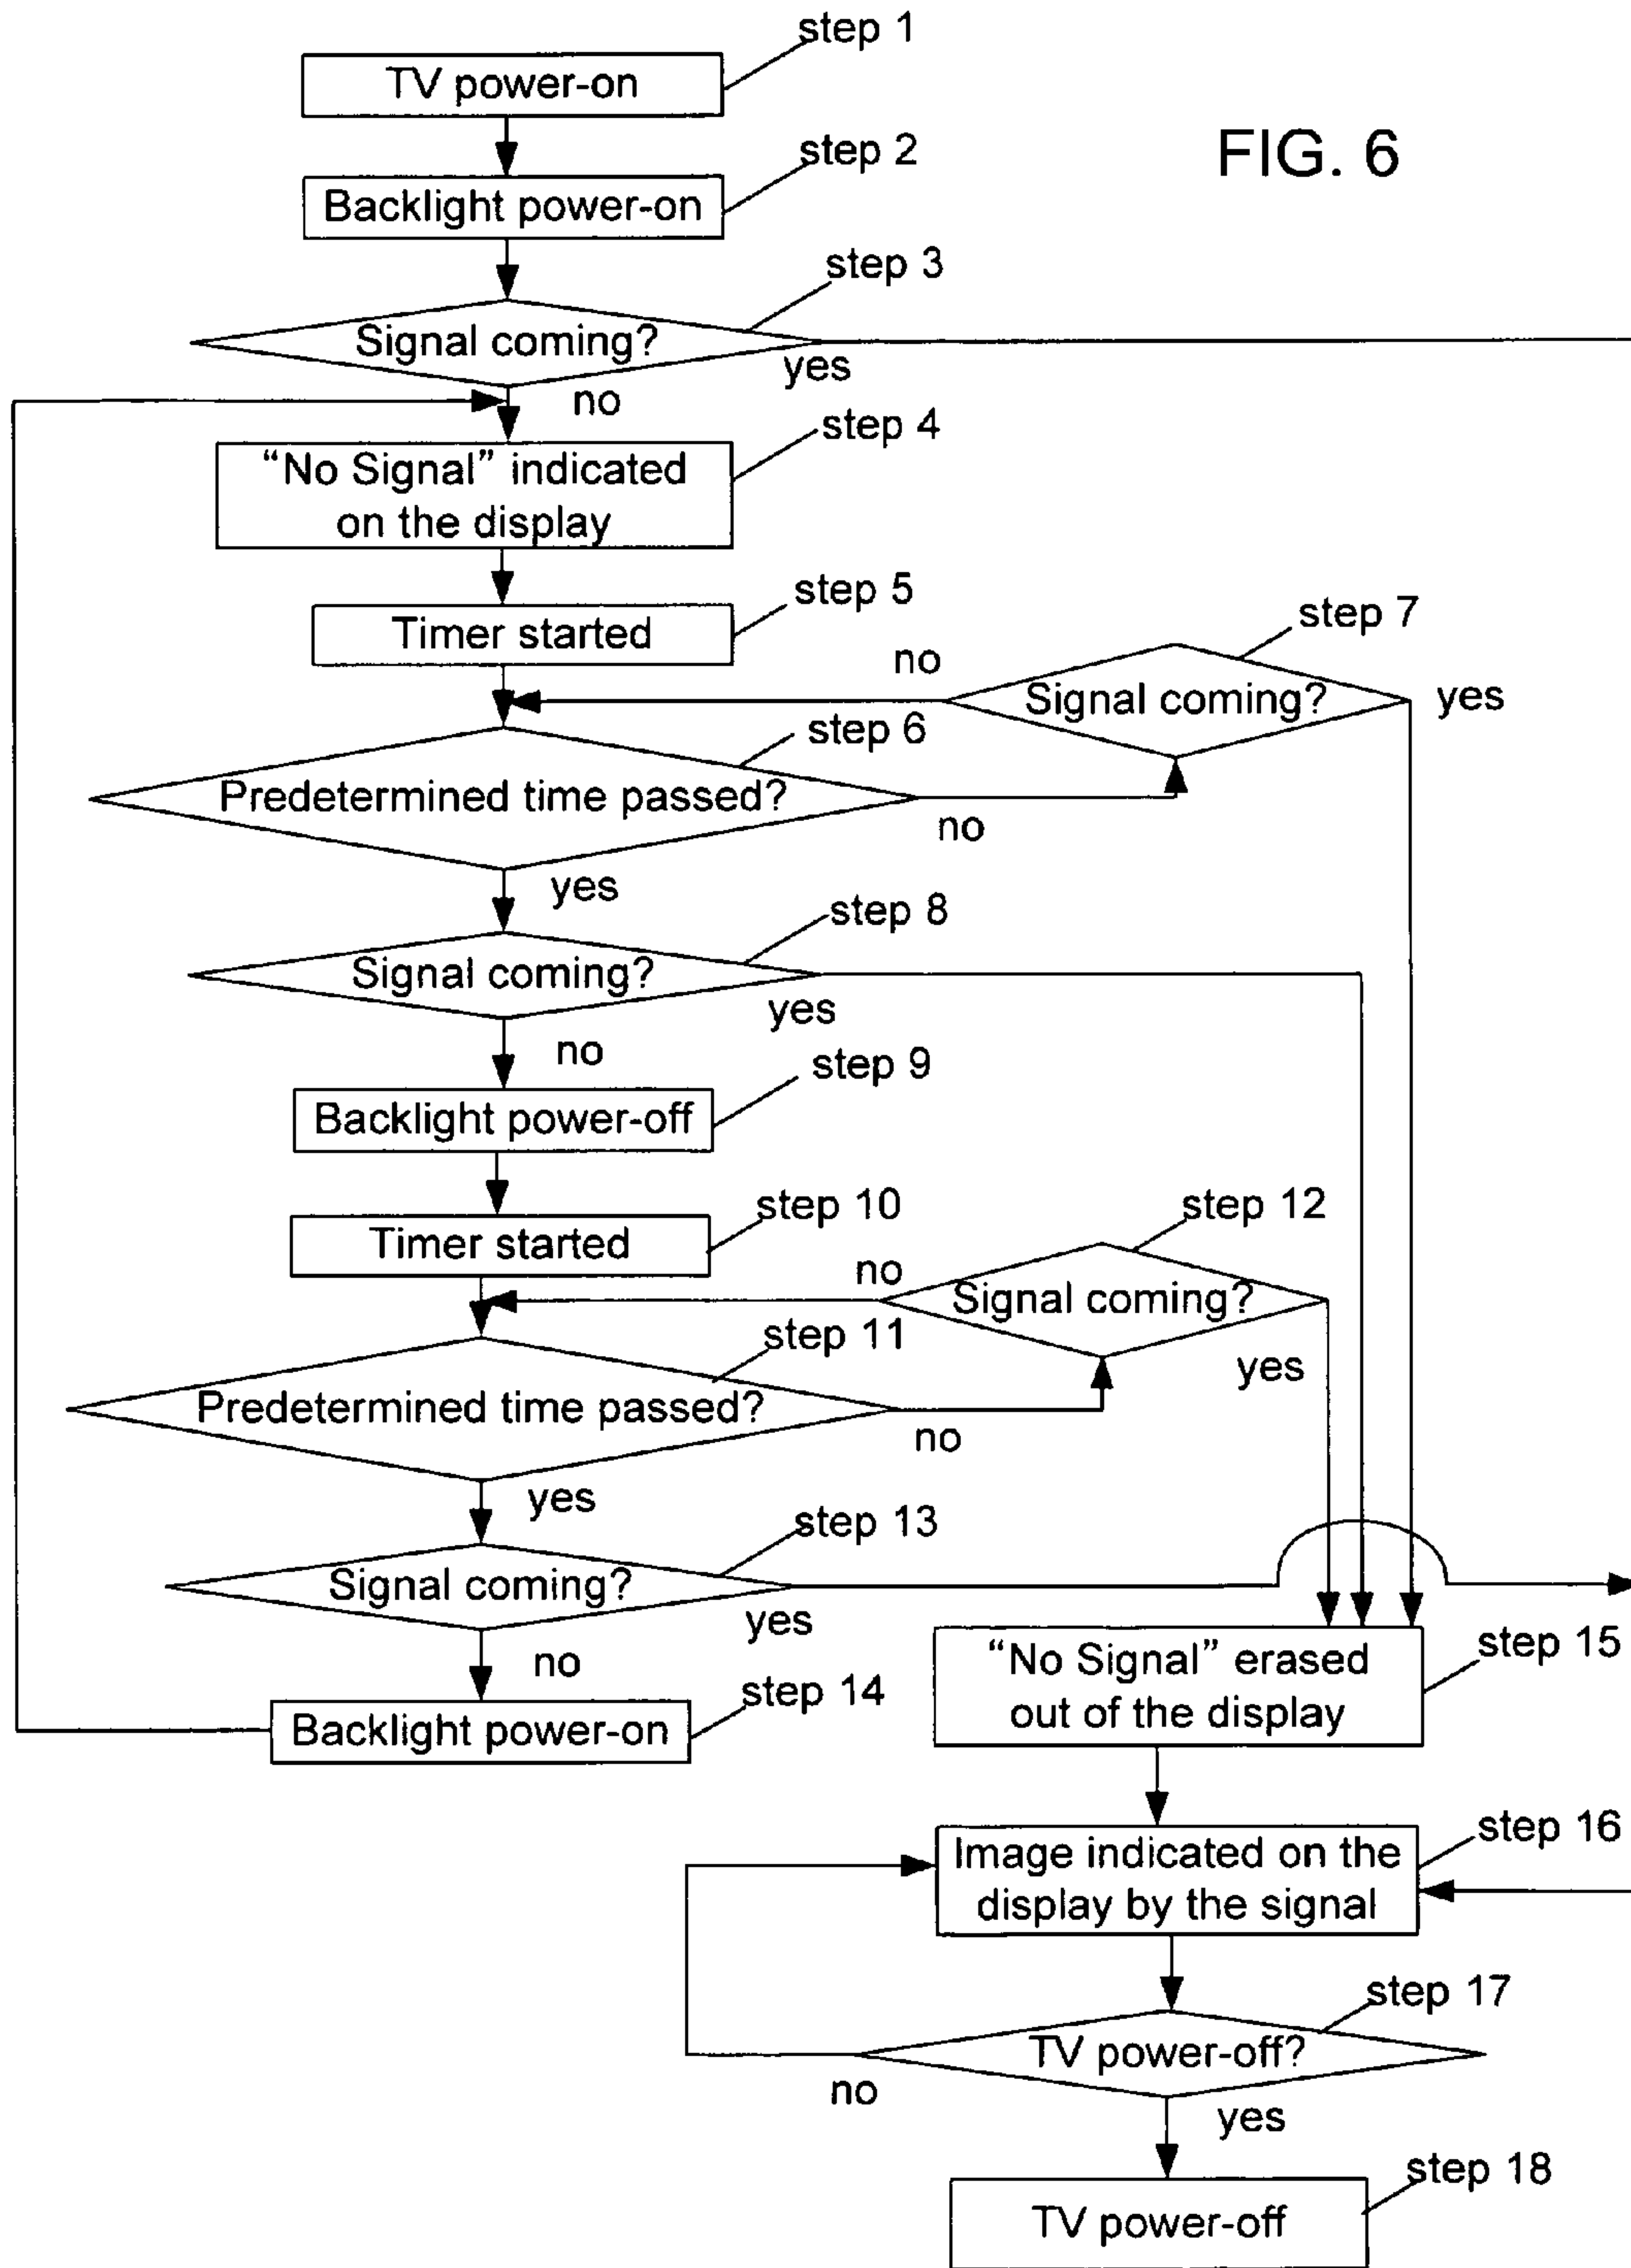 step 1
TV power-on
FIG. 6
step 2
Backlight power-on
step 3
Signal coming?
yes
no
step 4
“No Signal” indicated
on the display
step 5
Timer started
step 7
no
Signal coming?
yes
step 6
Predetermined time passed?
no
yes
step 8
Signal coming?
yes
no
step 9
Backlight power-off
step 10
Timer started
step 12
no
Signal coming?
yes
step 11
Predetermined time passed?
no
yes
step 13
Signal coming?
yes
no
step 14
Backlight power-on
step 15
“No Signal” erased
out of the display
step 16
Image indicated on the
display by the signal
step 17
TV power-off?
no
yes
step 18
TV power-off